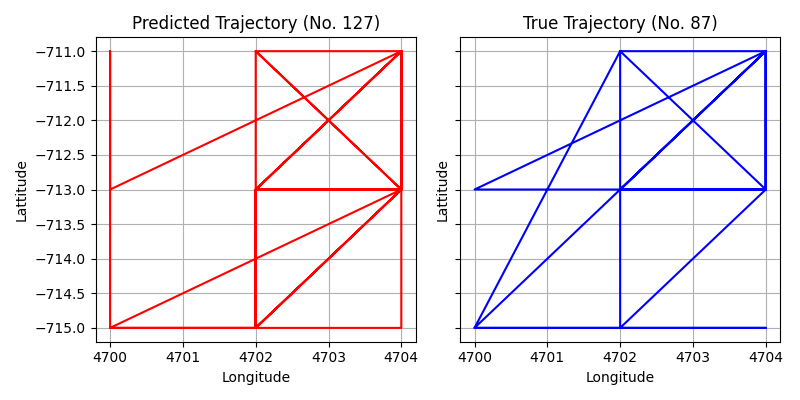 Predicted Trajectory (No. 127)
True Trajectory (No. 87)
−711.0
−711.5
−712.0
−712.5
−713.0
−713.5
−714.0
−714.5
−715.0
Lattitude
Lattitude
4700 4701 4702 4703 4704
4700 4701 4702 4703 4704
Longitude
Longitude